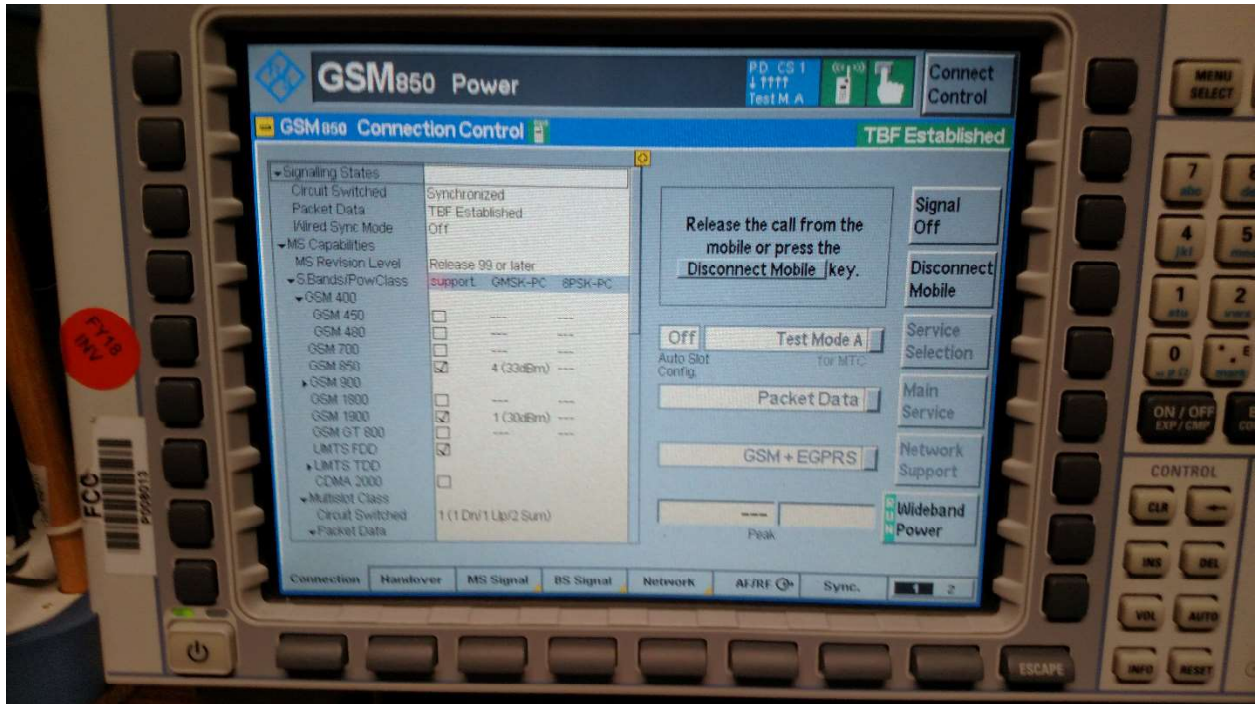 GSM850 Power
PD CS 1
Test M. A
Connect
Control
GSM 850 Connection Control
TBF Established
Signalling States
Circuit Switched Synchronized
Packet Data TBF Established
Wired Sync Mode Off
MS Capabilities
MS Revision Level Release 99 or later
S.Bands/PowClass support GMSK-PC 8PSK-PC
GSM 400
GSM 450 --- ---
GSM 480 --- ---
GSM 700 --- ---
GSM 850 4 (33dBm) ---
GSM 900
GSM 1800 --- ---
GSM 1900 1 (30dBm) ---
GSM GT 800 --- ---
UMTS FDD
UMTS TDD
CDMA 2000
Multislot Class
Circuit Switched 1 (1 Dn/1 Up/2 Sum)
Packet Data
Release the call from the
mobile or press the
Disconnect Mobile key.
Off Test Mode A
Auto Slot for MTC
Config.
Packet Data
GSM + EGPRS
---
Peak
Signal
Off
Disconnect
Mobile
Service
Selection
Main
Service
Network
Support
RUN
Wideband
Power
Connection Handover MS Signal BS Signal Network AF/RF Sync. 1 2
ESCAPE
MENU
SELECT
7
abc
4 5
jkl
1 2
stu
0
ON / OFF
EXP / CMP
CONTROL
CLR
INS DEL
VOL AUTO
INFO RESET
FY18
INV
FCC
P0008013